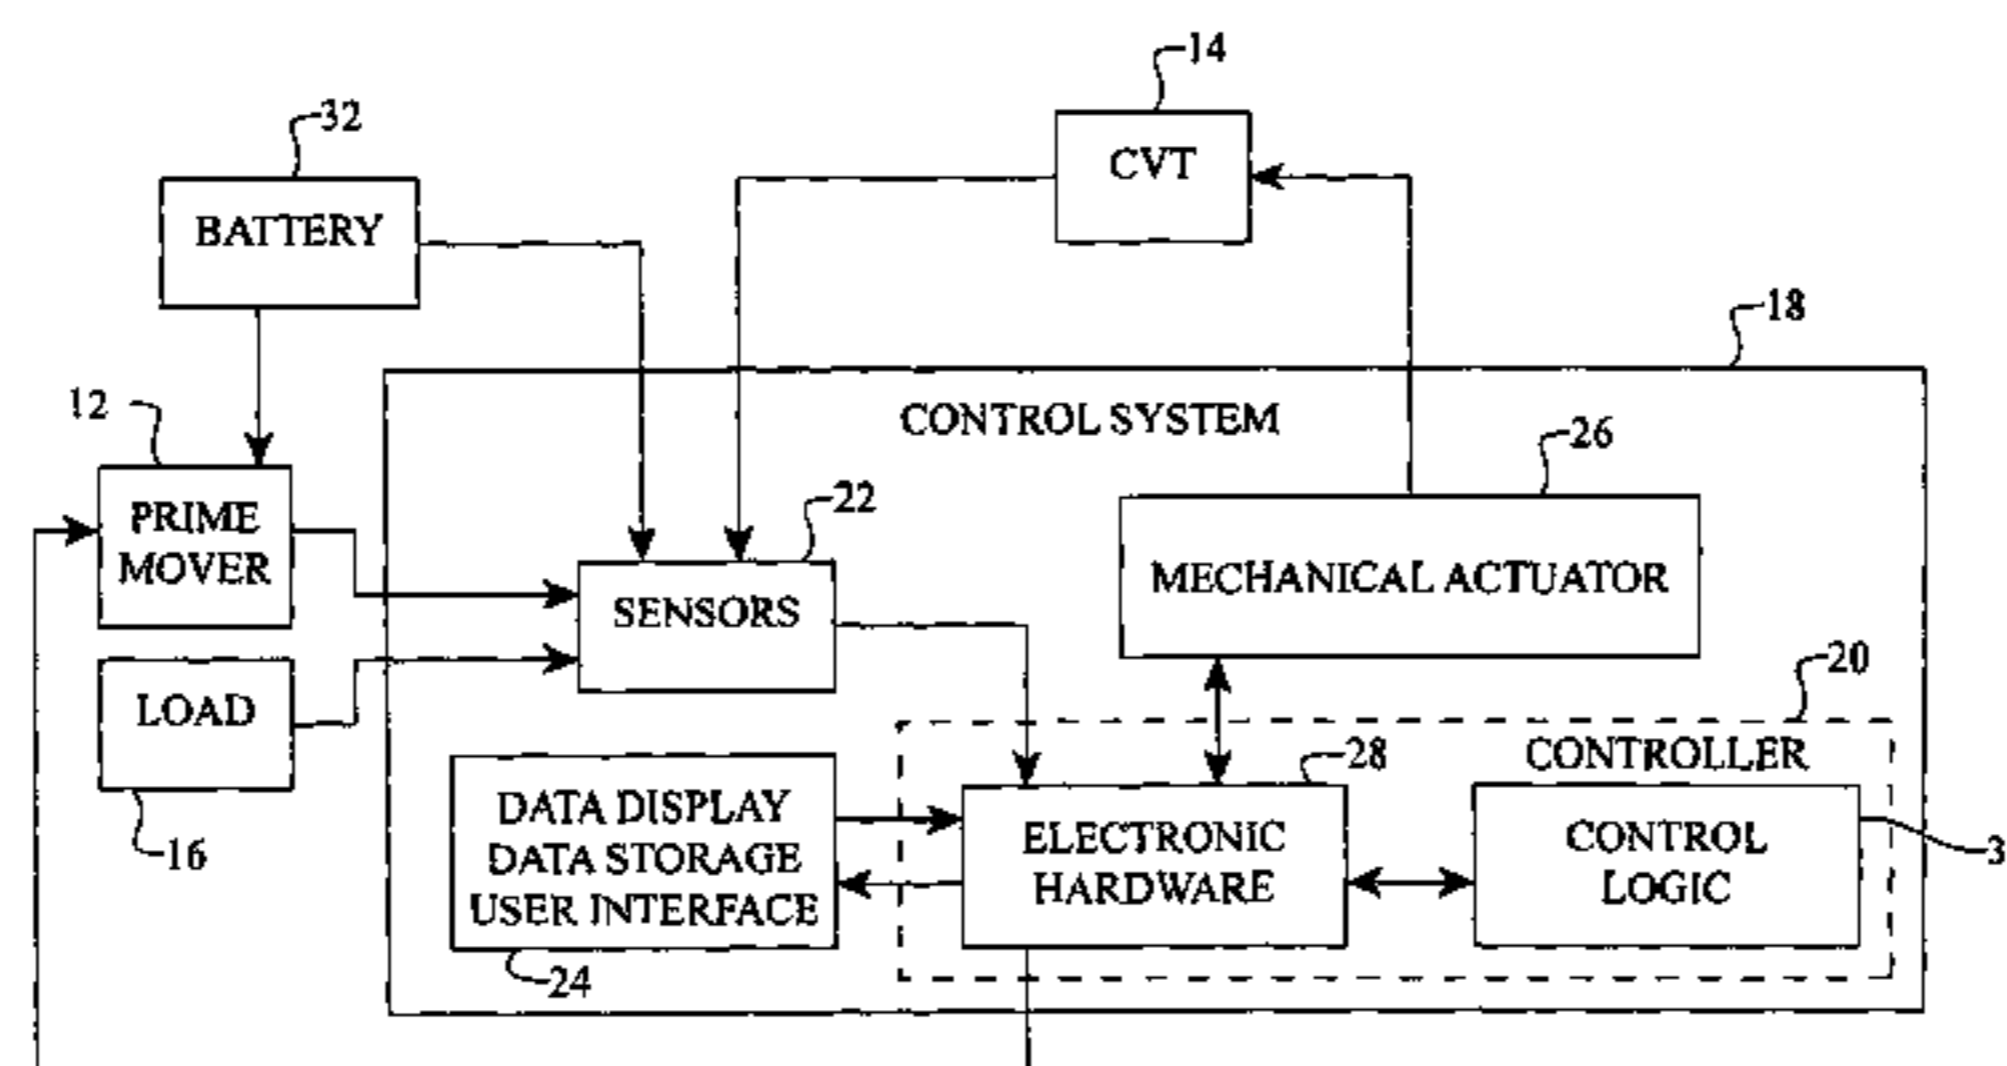 14
32
CVT
BATTERY
18
12
CONTROL SYSTEM
26
PRIME
MOVER
22
MECHANICAL ACTUATOR
SENSORS
20
LOAD
CONTROLLER
28
16
DATA DISPLAY
DATA STORAGE
USER INTERFACE
ELECTRONIC
HARDWARE
CONTROL
LOGIC
3
24